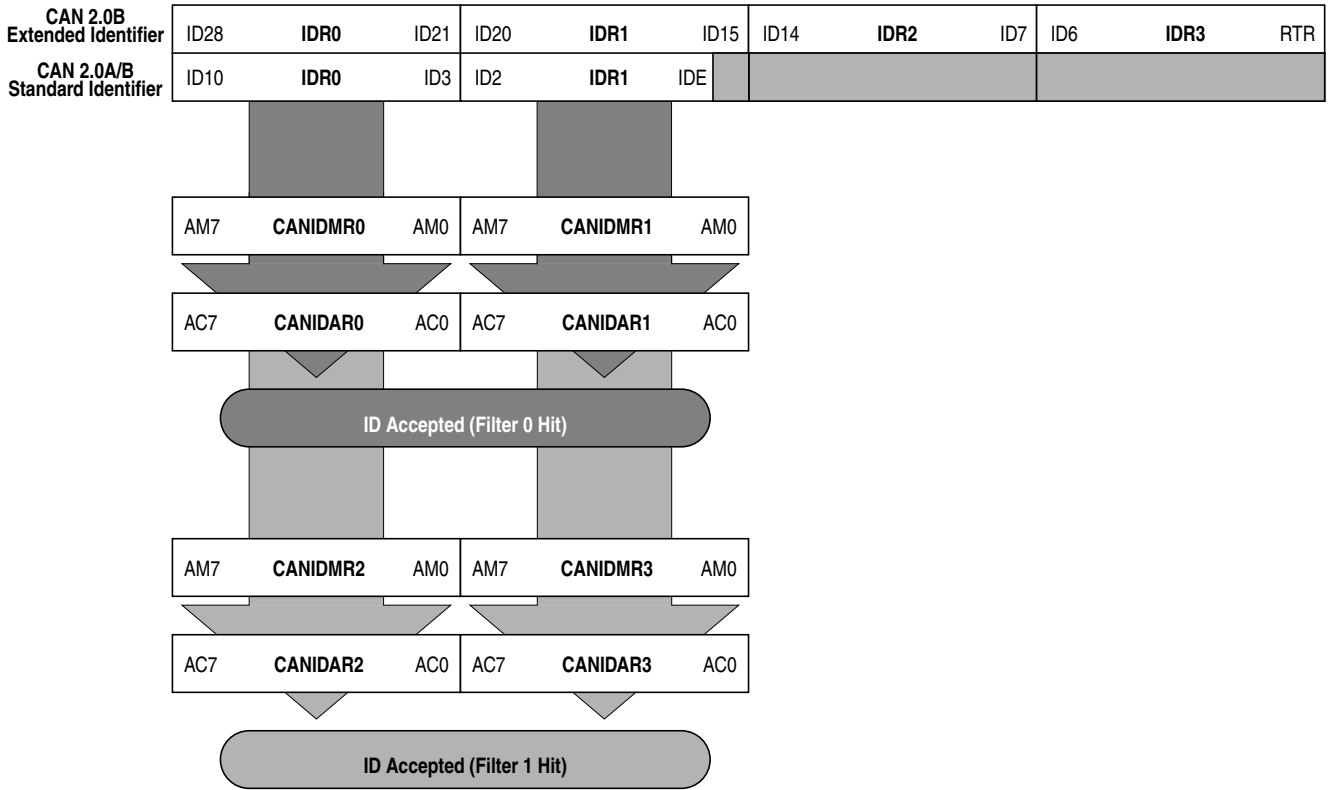 CAN 2.0B
Extended Identifier
ID28 IDR0 ID21 ID20 IDR1 ID15 ID14 IDR2 ID7 ID6 IDR3 RTR
CAN 2.0A/B
Standard Identifier
ID10 IDR0 ID3 ID2 IDR1 IDE
AM7 CANIDMR0 AM0 AM7 CANIDMR1 AM0
AC7 CANIDAR0 AC0 AC7 CANIDAR1 AC0
ID Accepted (Filter 0 Hit)
AM7 CANIDMR2 AM0 AM7 CANIDMR3 AM0
AC7 CANIDAR2 AC0 AC7 CANIDAR3 AC0
ID Accepted (Filter 1 Hit)